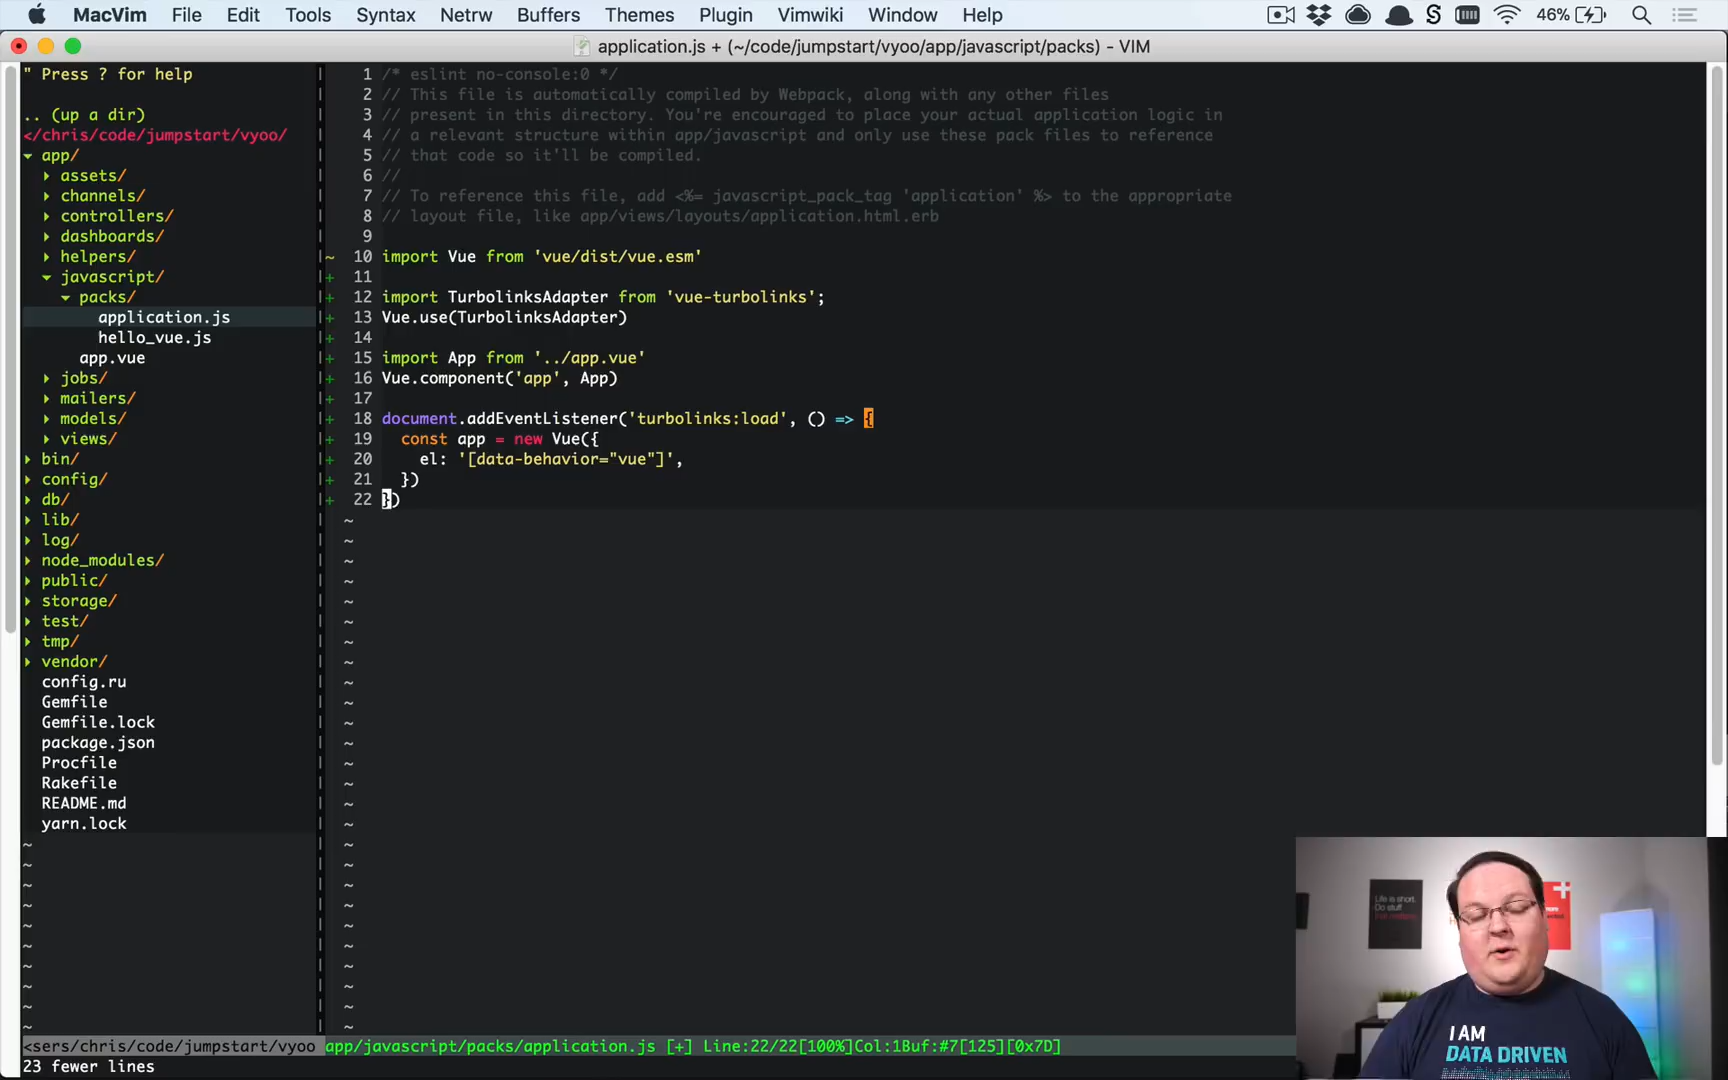 MacVim File Edit Tools Syntax Netrw Buffers Themes Plugin Vimwiki Window Help 46%
application.js + (~/code/jumpstart/vyoo/app/javascript/packs) - VIM
" Press ? for help
.. (up a dir)
</chris/code/jumpstart/vyoo/
▾ app/
▸ assets/
▸ channels/
▸ controllers/
▸ dashboards/
▸ helpers/
▾ javascript/
▾ packs/
application.js
hello_vue.js
app.vue
▸ jobs/
▸ mailers/
▸ models/
▸ views/
▸ bin/
▸ config/
▸ db/
▸ lib/
▸ log/
▸ node_modules/
▸ public/
▸ storage/
▸ test/
▸ tmp/
▸ vendor/
config.ru
Gemfile
Gemfile.lock
package.json
Procfile
Rakefile
README.md
yarn.lock
1 /* eslint no-console:0 */
2 // This file is automatically compiled by Webpack, along with any other files
3 // present in this directory. You're encouraged to place your actual application logic in
4 // a relevant structure within app/javascript and only use these pack files to reference
5 // that code so it'll be compiled.
6 //
7 // To reference this file, add <%= javascript_pack_tag 'application' %> to the appropriate
8 // layout file, like app/views/layouts/application.html.erb
9
~ 10 import Vue from 'vue/dist/vue.esm'
+ 11
+ 12 import TurbolinksAdapter from 'vue-turbolinks';
+ 13 Vue.use(TurbolinksAdapter)
+ 14
+ 15 import App from '../app.vue'
+ 16 Vue.component('app', App)
+ 17
+ 18 document.addEventListener('turbolinks:load', () => {
+ 19 const app = new Vue({
+ 20 el: '[data-behavior="vue"]',
+ 21 })
+ 22 })
<sers/chris/code/jumpstart/vyoo app/javascript/packs/application.js [+] Line:22/22[100%]Col:1Buf:#7[125][0x7D]
23 fewer lines
Life is short.
Do stuff
that matters.
I AM
DATA DRIVEN